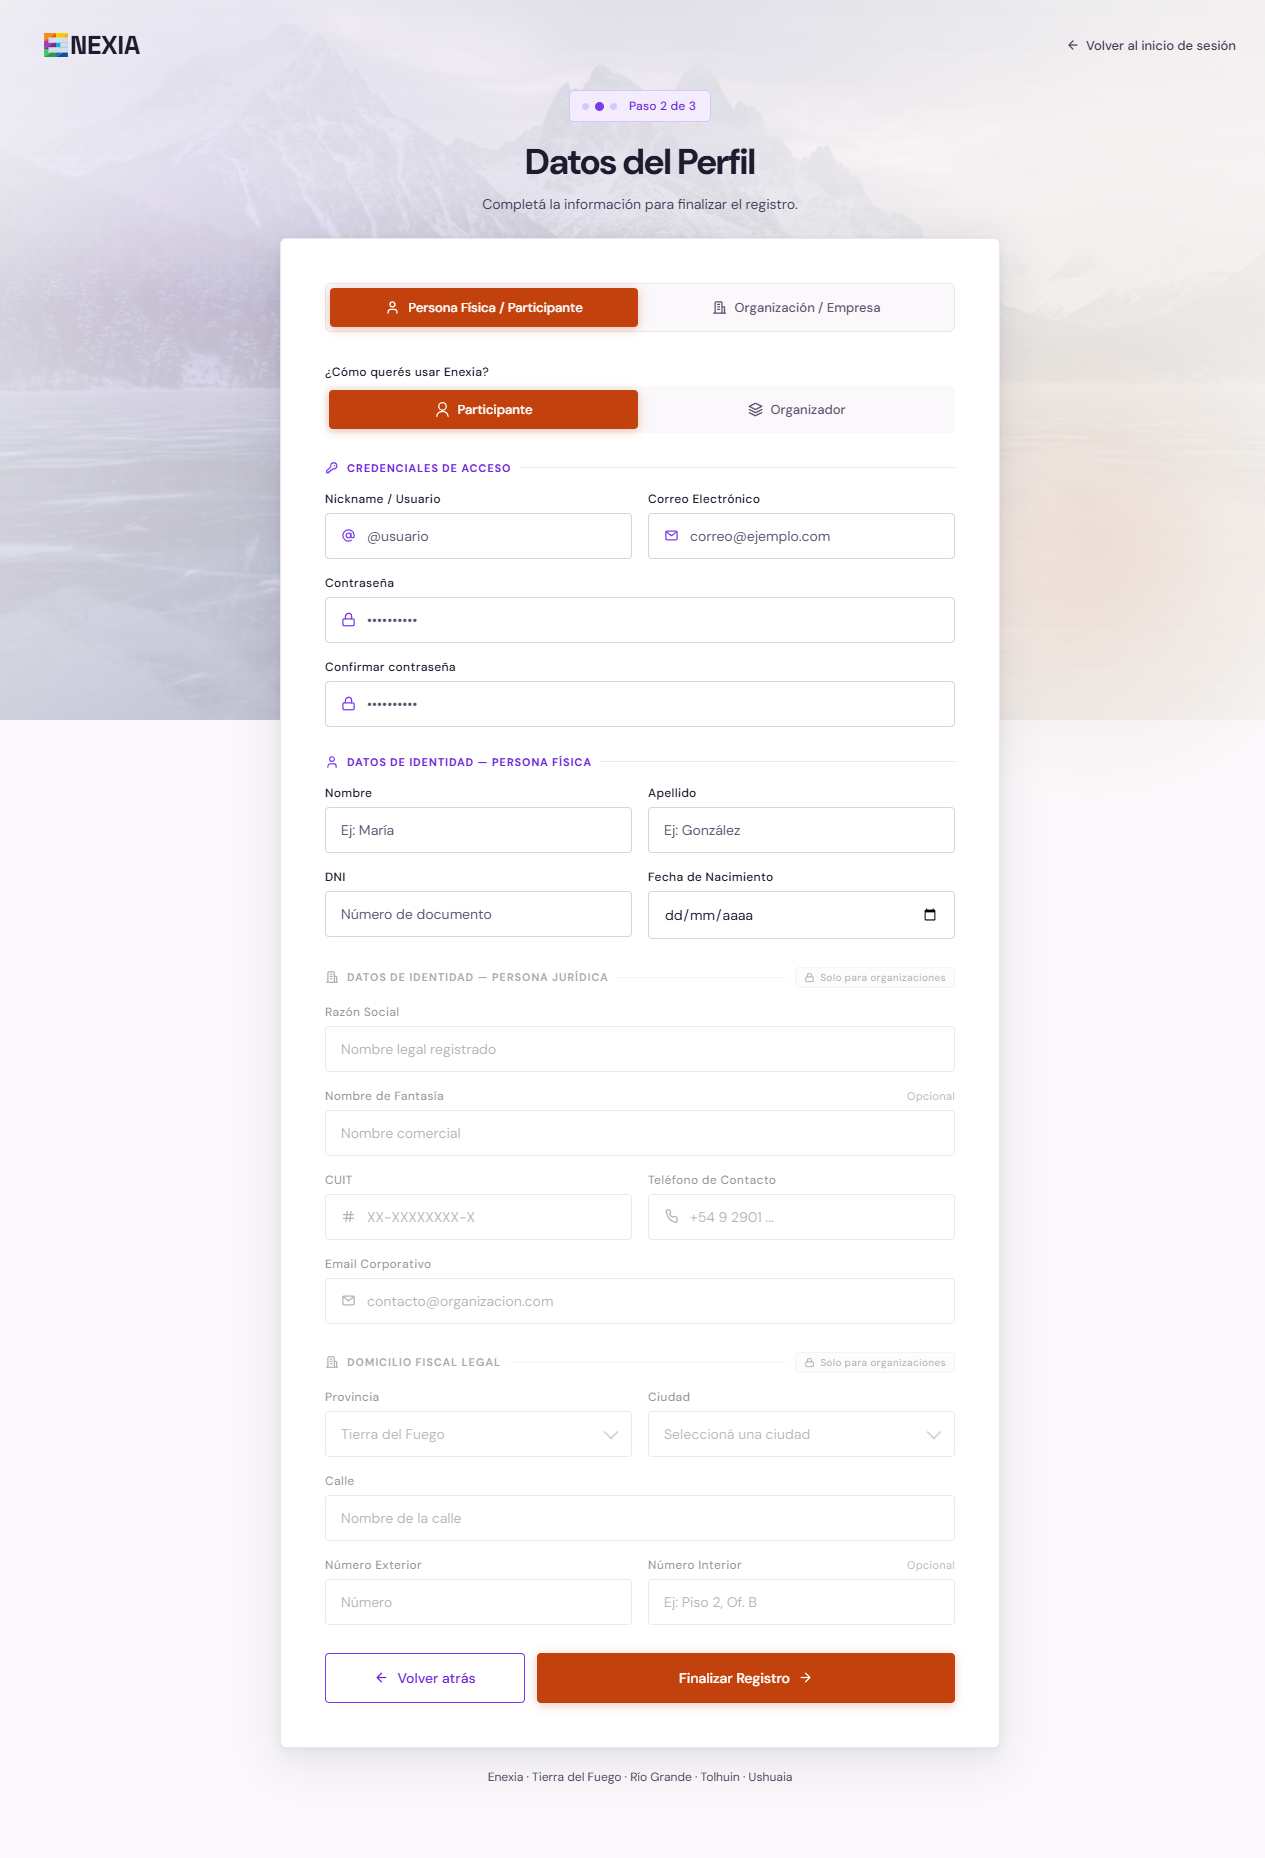 ENEXIA
Volver al inicio de sesión
Paso 2 de 3
Datos del Perfil
Completá la información para finalizar el registro.
Persona Física / Participante
Organización / Empresa
¿Cómo querés usar Enexia?
Participante
Organizador
CREDENCIALES DE ACCESO
Nickname / Usuario
Correo Electrónico
@usuario
correo@ejemplo.com
Contraseña
••••••••••
Confirmar contraseña
••••••••••
DATOS DE IDENTIDAD — PERSONA FÍSICA
Nombre
Apellido
Ej: María
Ej: González
DNI
Fecha de Nacimiento
Número de documento
dd/mm/aaaa
DATOS DE IDENTIDAD — PERSONA JURÍDICA
Solo para organizaciones
Razón Social
Nombre legal registrado
Nombre de Fantasía
Opcional
Nombre comercial
CUIT
Teléfono de Contacto
XX-XXXXXXXX-X
+54 9 2901 ...
Email Corporativo
contacto@organizacion.com
DOMICILIO FISCAL LEGAL
Solo para organizaciones
Provincia
Ciudad
Tierra del Fuego
Seleccioná una ciudad
Calle
Nombre de la calle
Número Exterior
Número Interior
Opcional
Número
Ej: Piso 2, Of. B
Volver atrás
Finalizar Registro
Enexia · Tierra del Fuego · Río Grande · Tolhuin · Ushuaia